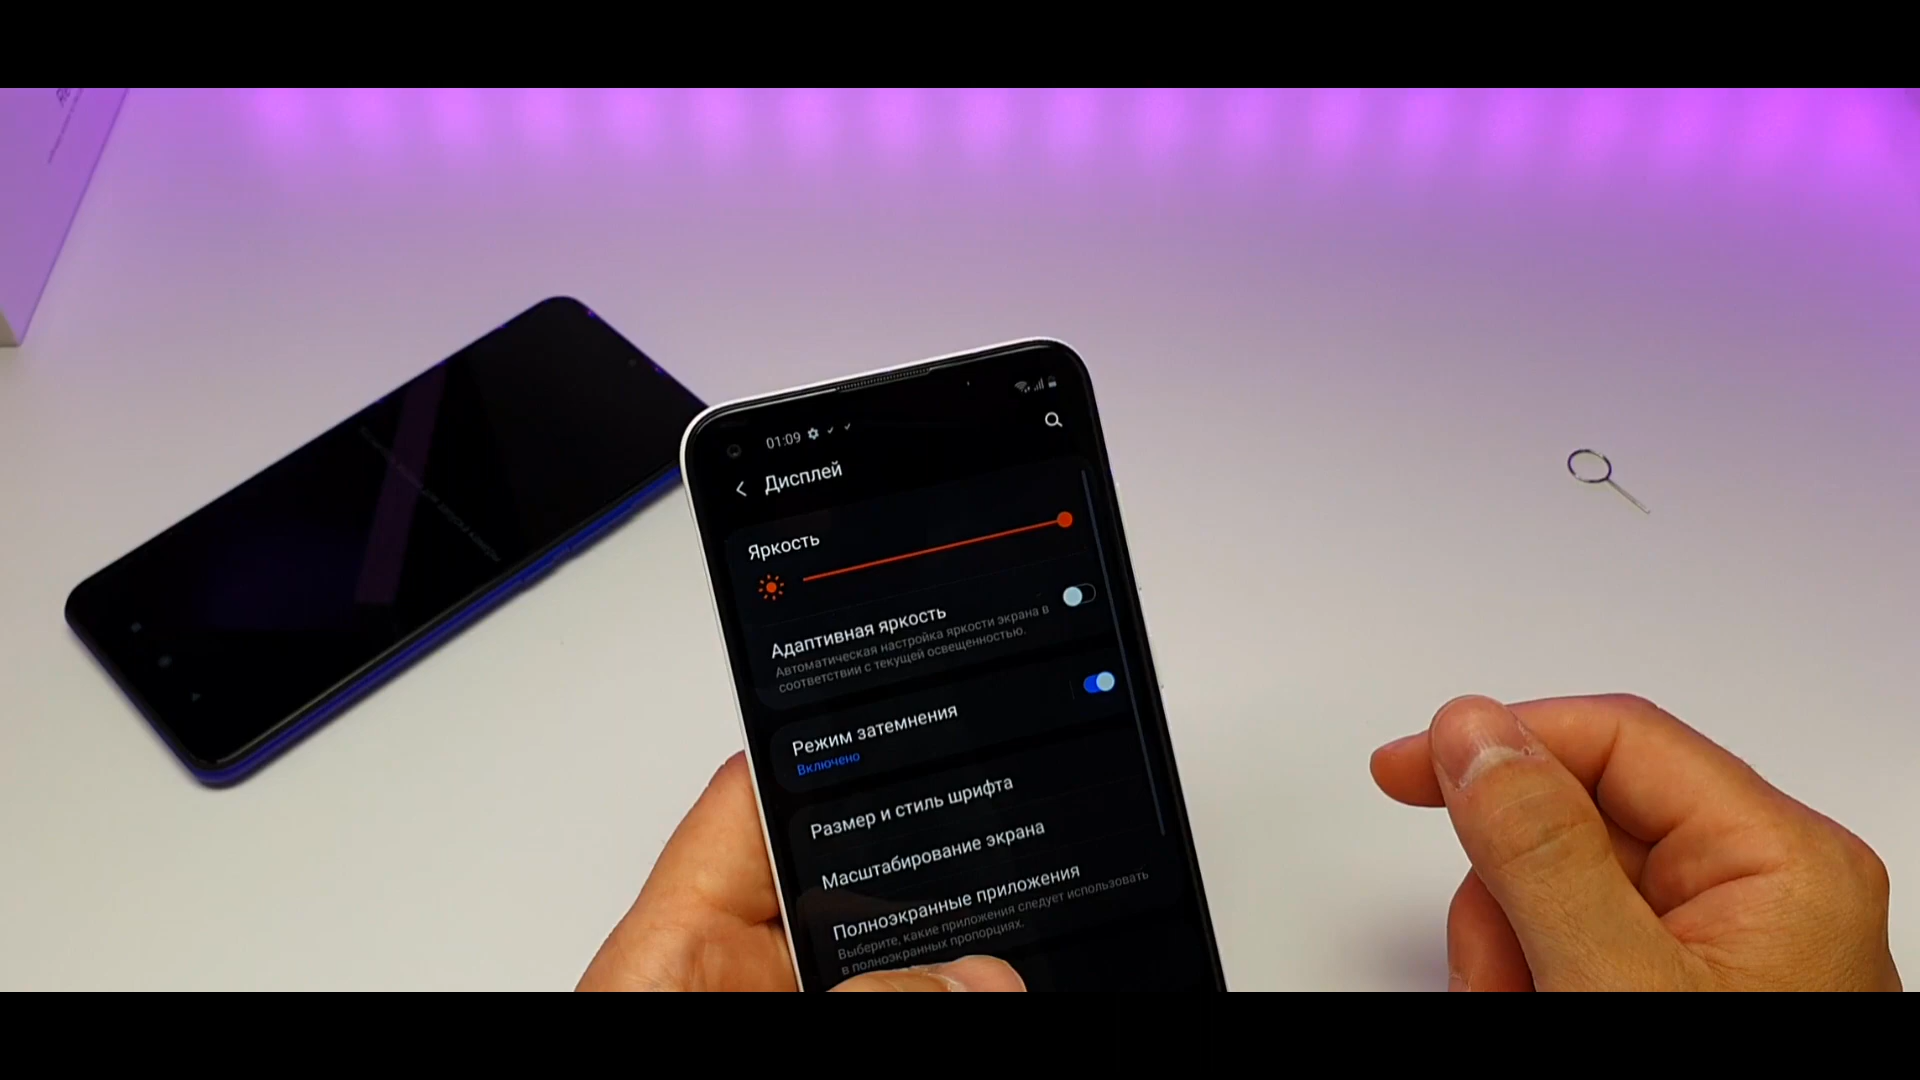 01:09
Дисплей
Яркость
Адаптивная яркость
Автоматическая настройка яркости экрана в
соответствии с текущей освещенностью.
Режим затемнения
Включено
Размер и стиль шрифта
Масштабирование экрана
Полноэкранные приложения
Выберите, какие приложения следует использовать
в полноэкранных пропорциях.